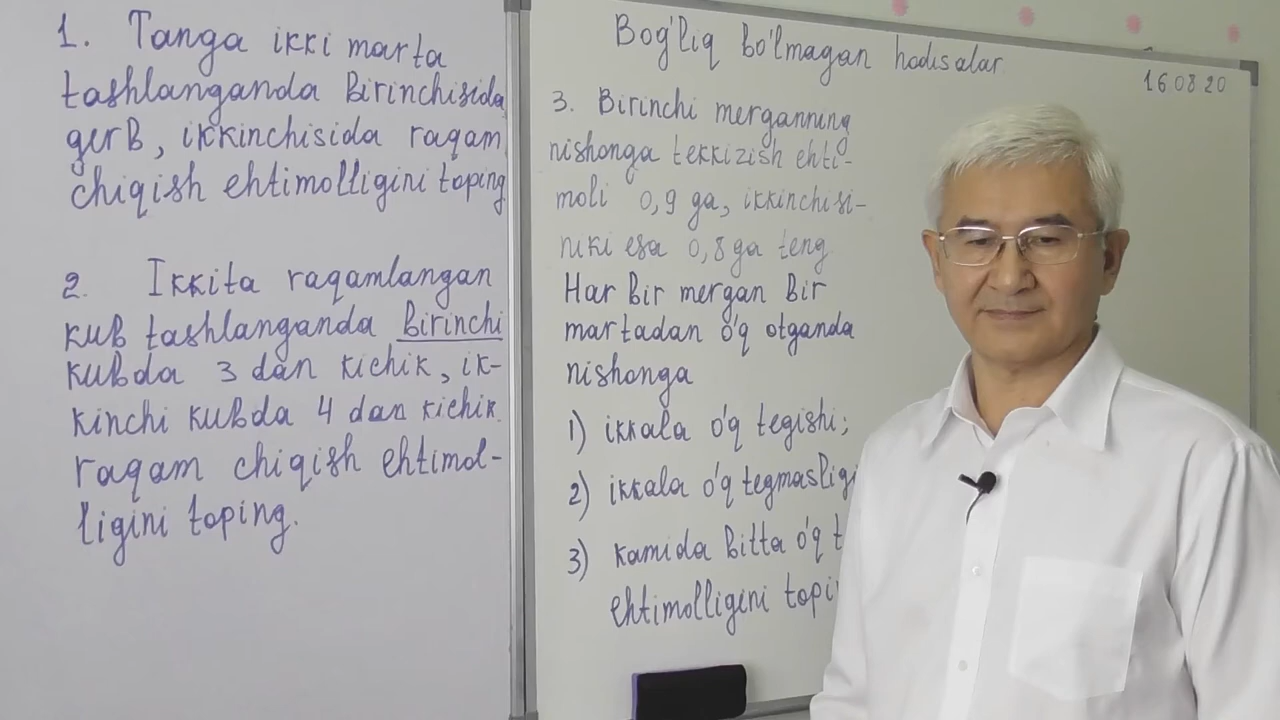 1. Tanga ikki marta
tashlanganda birinchisida
gerb, ikkinchisida raqam
chiqish ehtimolligini toping
2. Ikkita raqamlangan
kub tashlanganda birinchi
kubda 3 dan kichik, ik-
kinchi kubda 4 dan kichik
raqam chiqish ehtimol-
ligini toping.
Bog'liq bo'lmagan hodisalar
16 08 20
3. Birinchi merganning
nishonga tekkizish ehti-
moli 0,9 ga, ikkinchisi-
niki esa 0,8 ga teng
Har bir mergan bir
martadan o'q otganda
nishonga
1) ikkala o'q tegishi;
2) ikkala o'q tegmasligi
3) kamida bitta o'q
ehtimolligini